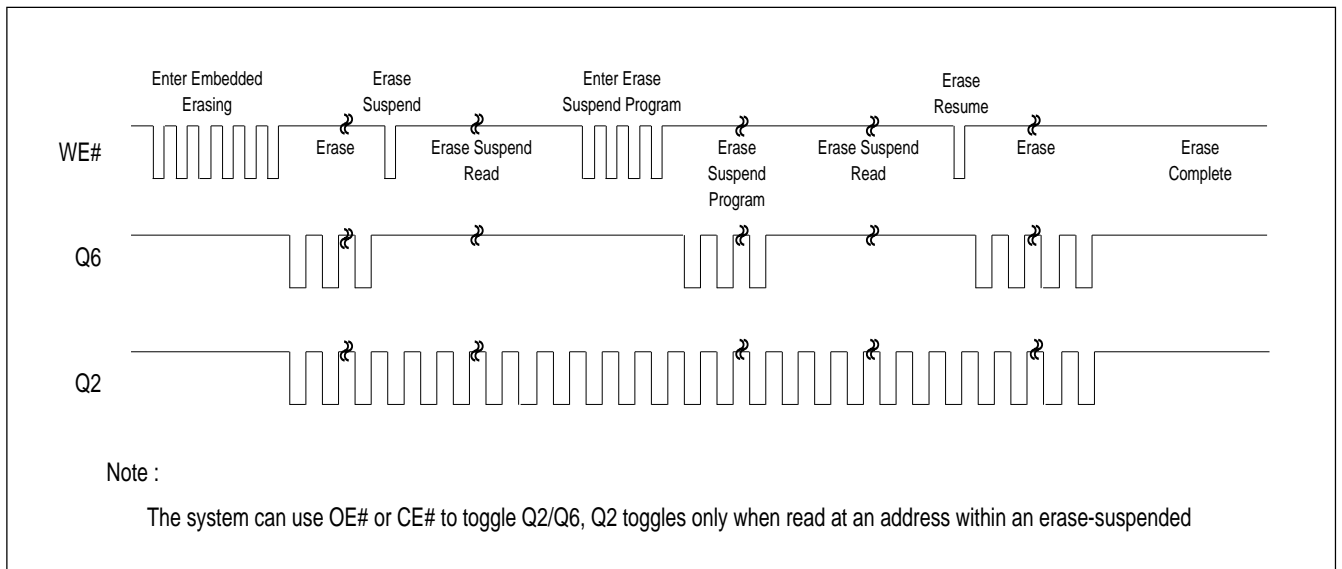 Enter Embedded
Erasing
Erase
Suspend
Enter Erase
Suspend Program
Erase
Resume
WE#
Erase
Erase Suspend
Read
Erase
Suspend
Program
Erase Suspend
Read
Erase
Erase
Complete
Q6
Q2
Note :
The system can use OE# or CE# to toggle Q2/Q6, Q2 toggles only when read at an address within an erase-suspended